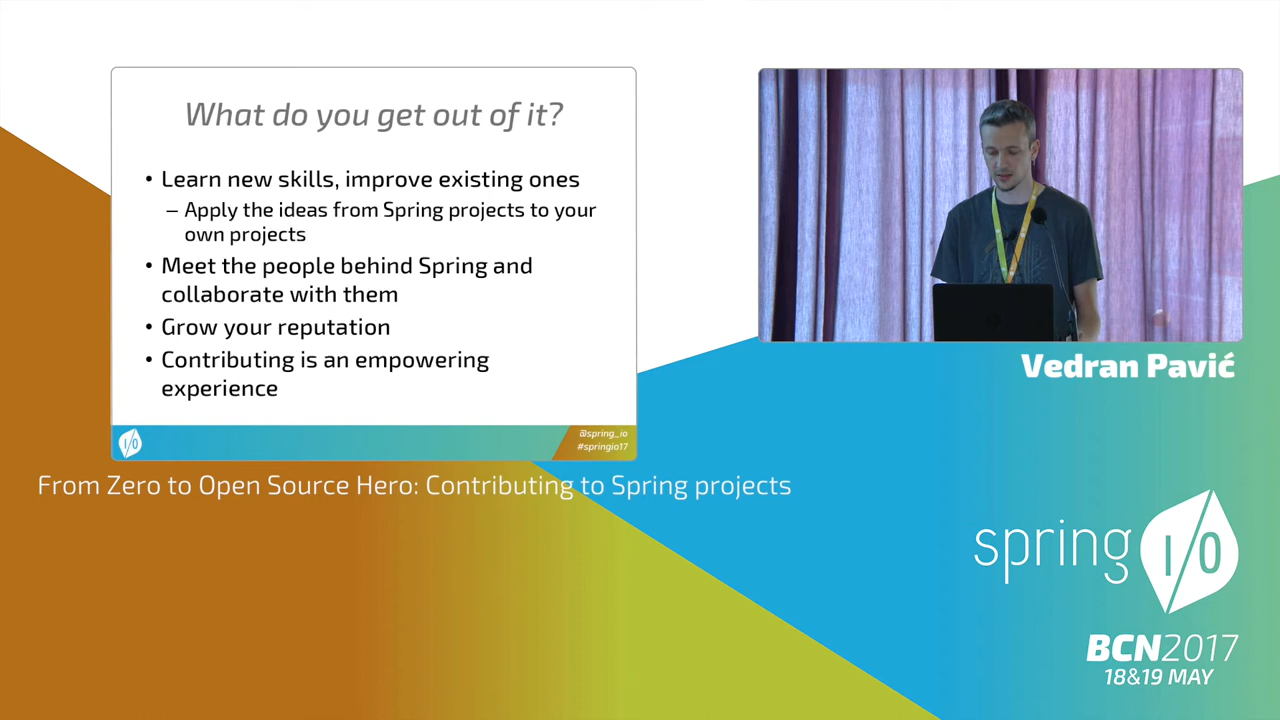 What do you get out of it?
• Learn new skills, improve existing ones
– Apply the ideas from Spring projects to your
own projects
• Meet the people behind Spring and
collaborate with them
• Grow your reputation
• Contributing is an empowering
experience
I/O
@spring_io
#springio17
Vedran Pavić
From Zero to Open Source Hero: Contributing to Spring projects
spring I/O
BCN2017
18&19 MAY